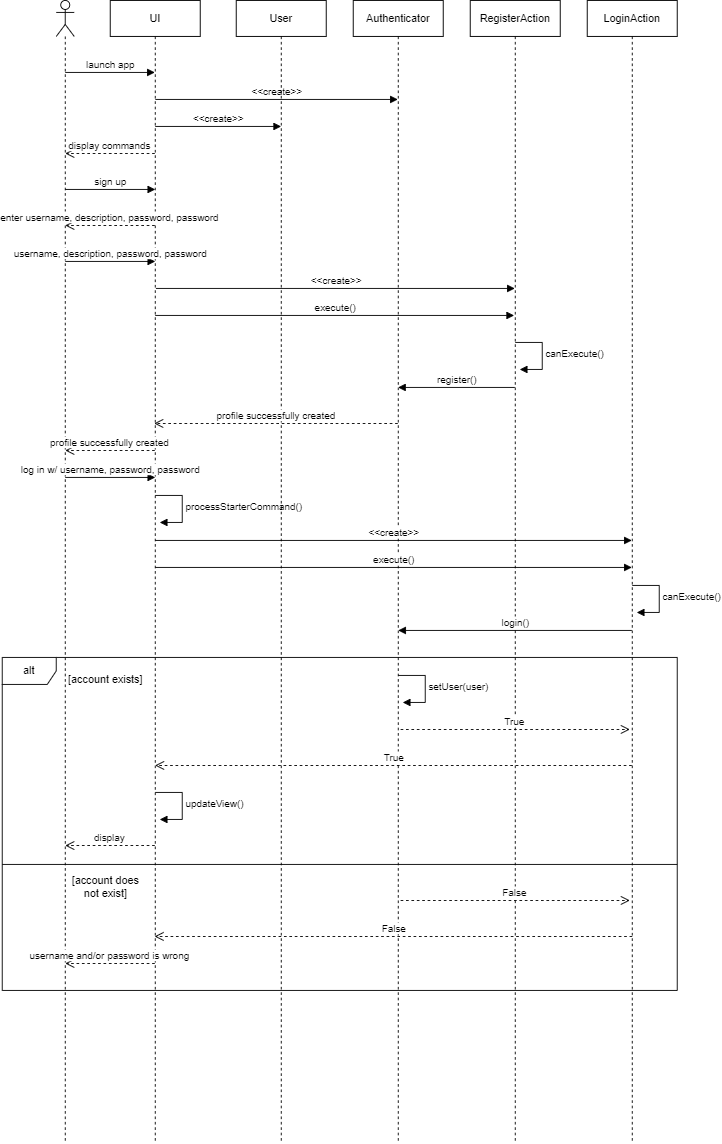 UI
User
Authenticator
RegisterAction
LoginAction
launch app
<<create>>
<<create>>
display commands
sign up
enter username, description, password, password
username, description, password, password
<<create>>
execute()
canExecute()
register()
profile successfully created
profile successfully created
log in w/ username, password, password
processStarterCommand()
<<create>>
execute()
canExecute()
login()
alt
[account exists]
setUser(user)
True
True
updateView()
display
[account does
not exist]
False
False
username and/or password is wrong